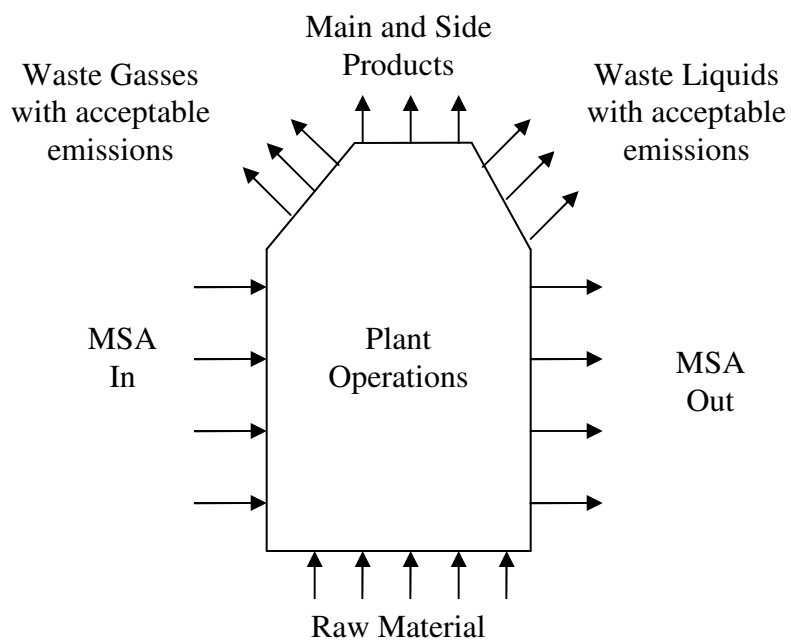 Main and Side
Products
Waste Gasses
with acceptable
emissions
Waste Liquids
with acceptable
emissions
MSA
In
Plant
Operations
MSA
Out
Raw Material